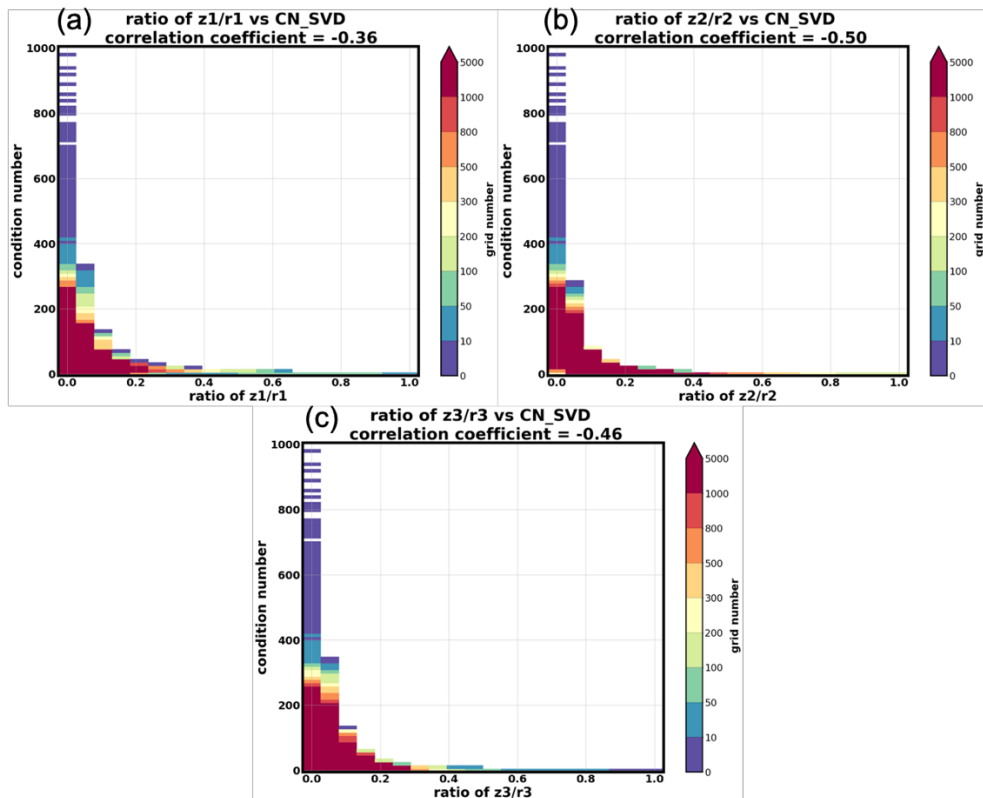 (a)
ratio of z1/r1 vs CN_SVD
correlation coefficient = -0.36
condition number
1000
800
600
400
200
0
0.0 0.2 0.4 0.6 0.8 1.0
ratio of z1/r1
5000
1000
800
500
300
200
100
50
10
0
grid number
(b)
ratio of z2/r2 vs CN_SVD
correlation coefficient = -0.50
condition number
1000
800
600
400
200
0
0.0 0.2 0.4 0.6 0.8 1.0
ratio of z2/r2
5000
1000
800
500
300
200
100
50
10
0
grid number
(c)
ratio of z3/r3 vs CN_SVD
correlation coefficient = -0.46
condition number
1000
800
600
400
200
0
0.0 0.2 0.4 0.6 0.8 1.0
ratio of z3/r3
5000
1000
800
500
300
200
100
50
10
0
grid number